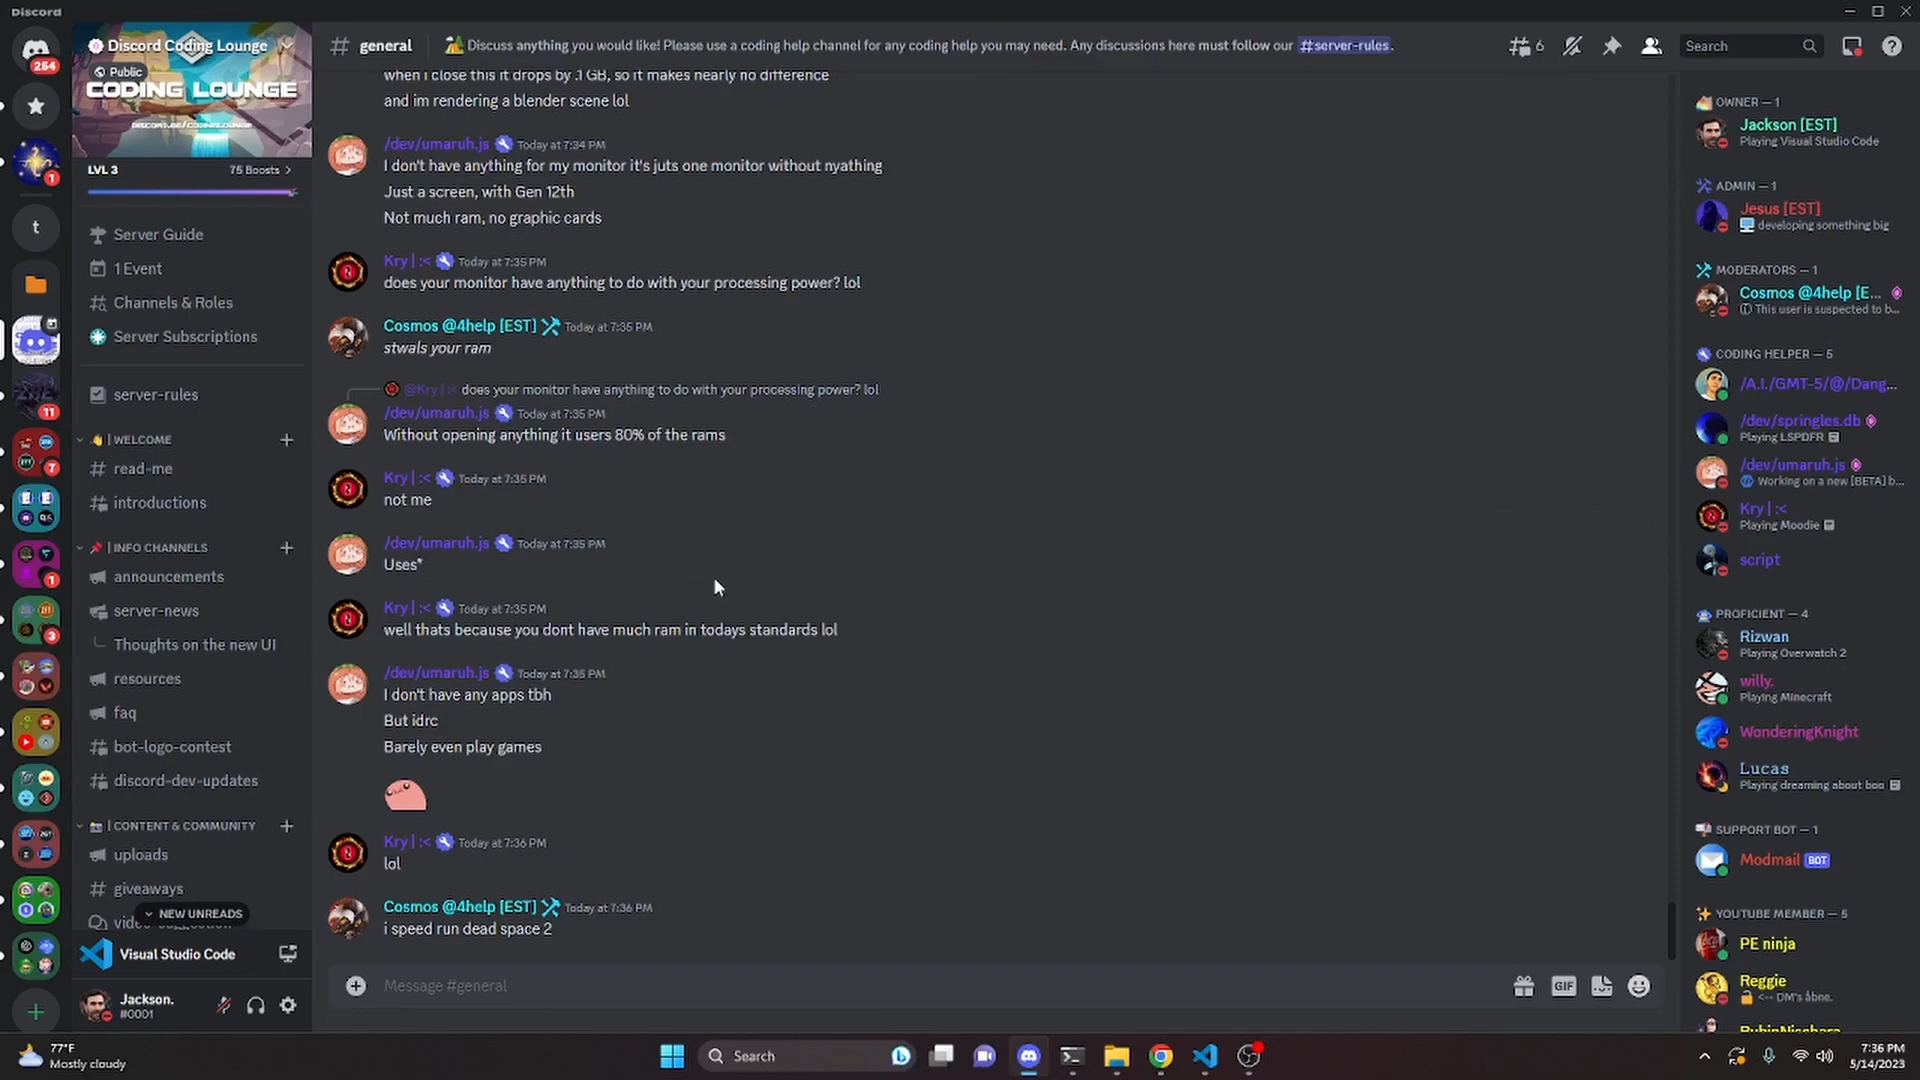 Discord
254
1
t
11
7
1
3
Discord Coding Lounge
Public
CODING LOUNGE
DISCORD.GG/CODINGLOUNGE
LVL 3
75 Boosts
Server Guide
1 Event
Channels & Roles
Server Subscriptions
server-rules
| WELCOME
read-me
introductions
| INFO CHANNELS
announcements
server-news
Thoughts on the new UI
resources
faq
bot-logo-contest
discord-dev-updates
| CONTENT & COMMUNITY
uploads
giveaways
NEW UNREADS
Visual Studio Code
Jackson.
#0001
general
Discuss anything you would like! Please use a coding help channel for any coding help you may need. Any discussions here must follow our #server-rules.
6
Search
when I close this it drops by .1 GB, so it makes nearly no difference
and im rendering a blender scene lol
/dev/umaruh.js Today at 7:34 PM
I don't have anything for my monitor it's juts one monitor without nyathing
Just a screen, with Gen 12th
Not much ram, no graphic cards
Kry | :< Today at 7:35 PM
does your monitor have anything to do with your processing power? lol
Cosmos @4help [EST] Today at 7:35 PM
stwals your ram
@Kry | :< does your monitor have anything to do with your processing power? lol
/dev/umaruh.js Today at 7:35 PM
Without opening anything it users 80% of the rams
Kry | :< Today at 7:35 PM
not me
/dev/umaruh.js Today at 7:35 PM
Uses*
Kry | :< Today at 7:35 PM
well thats because you dont have much ram in todays standards lol
/dev/umaruh.js Today at 7:35 PM
I don't have any apps tbh
But idrc
Barely even play games
Kry | :< Today at 7:36 PM
lol
Cosmos @4help [EST] Today at 7:36 PM
i speed run dead space 2
Message #general
GIF
OWNER — 1
Jackson [EST]
Playing Visual Studio Code
ADMIN — 1
Jesus [EST]
developing something big
MODERATORS — 1
Cosmos @4help [E...
This user is suspected to b...
CODING HELPER — 5
/A.I./GMT-5/@/Dang...
/dev/springles.db
Playing LSPDFR
/dev/umaruh.js
Working on a new [BETA] b...
Kry | :<
Playing Moodie
script
PROFICIENT — 4
Rizwan
Playing Overwatch 2
willy.
Playing Minecraft
WonderingKnight
Lucas
Playing dreaming about boo
SUPPORT BOT — 1
Modmail BOT
YOUTUBE MEMBER — 5
PE ninja
Reggie
<-- DM's åbne.
77°F
Mostly cloudy
Search
7:36 PM
5/14/2023